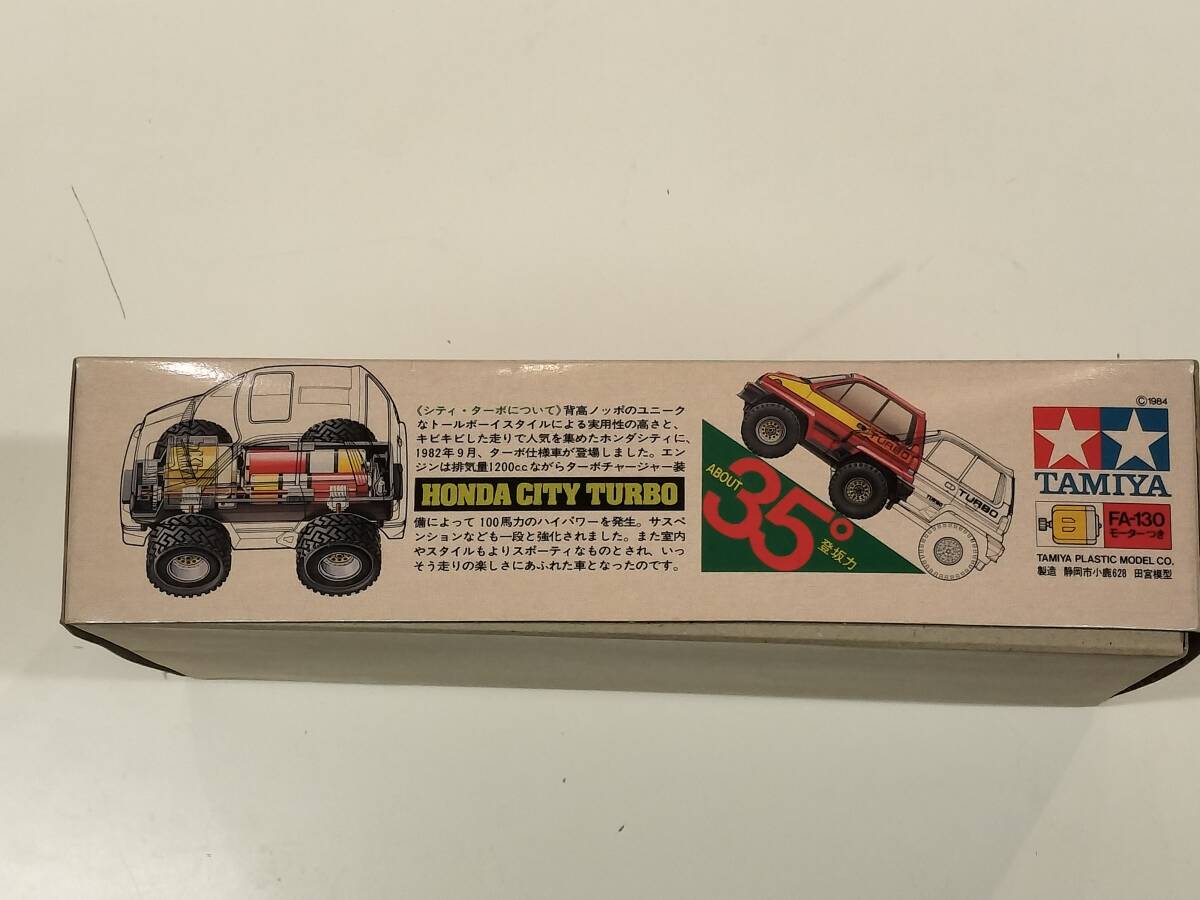 《シティ・ターボについて》背高ノッポのユニーク
なトールボーイスタイルによる実用性の高さと、
キビキビした走りで人気を集めたホンダシティに、
1982年9月、ターボ仕様車が登場しました。エン
ジンは排気量1200ccながらターボチャージャー装
HONDA CITY TURBO
備によって100馬力のハイパワーを発生。サスペ
ンションなども一段と強化されました。また室内
やスタイルもよりスポーティなものとされ、いっ
そう走りの楽しさにあふれた車となったのです。
ABOUT
35°
登坂力
TURBO
TURBO
TURBO
©1984
TAMIYA
FA-130
モーターつき
TAMIYA PLASTIC MODEL CO.
製造 静岡市小鹿628 田宮模型